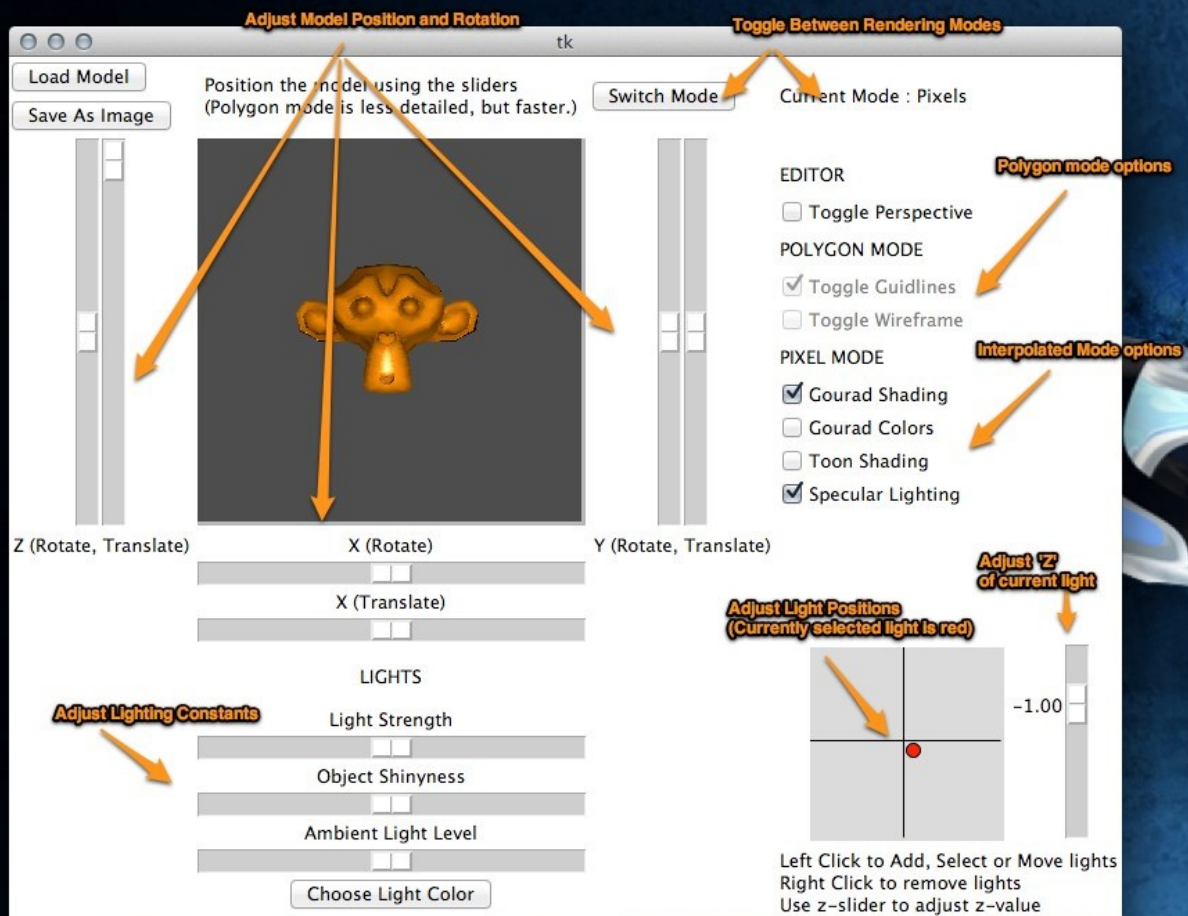 Adjust Model Position and Rotation
Toggle Between Rendering Modes
tk
Load Model
Save As Image
Position the model using the sliders
(Polygon mode is less detailed, but faster.)
Switch Mode
Current Mode : Pixels
Polygon mode options
EDITOR
Toggle Perspective
POLYGON MODE
Toggle Guidlines
Toggle Wireframe
Interpolated Mode options
PIXEL MODE
Gourad Shading
Gourad Colors
Toon Shading
Specular Lighting
Z (Rotate, Translate)
X (Rotate)
Y (Rotate, Translate)
X (Translate)
Adjust 'Z'
of current light
Adjust Light Positions
(Currently selected light is red)
LIGHTS
Adjust Lighting Constants
Light Strength
-1.00
Object Shinyness
Ambient Light Level
Choose Light Color
Left Click to Add, Select or Move lights
Right Click to remove lights
Use z-slider to adjust z-value